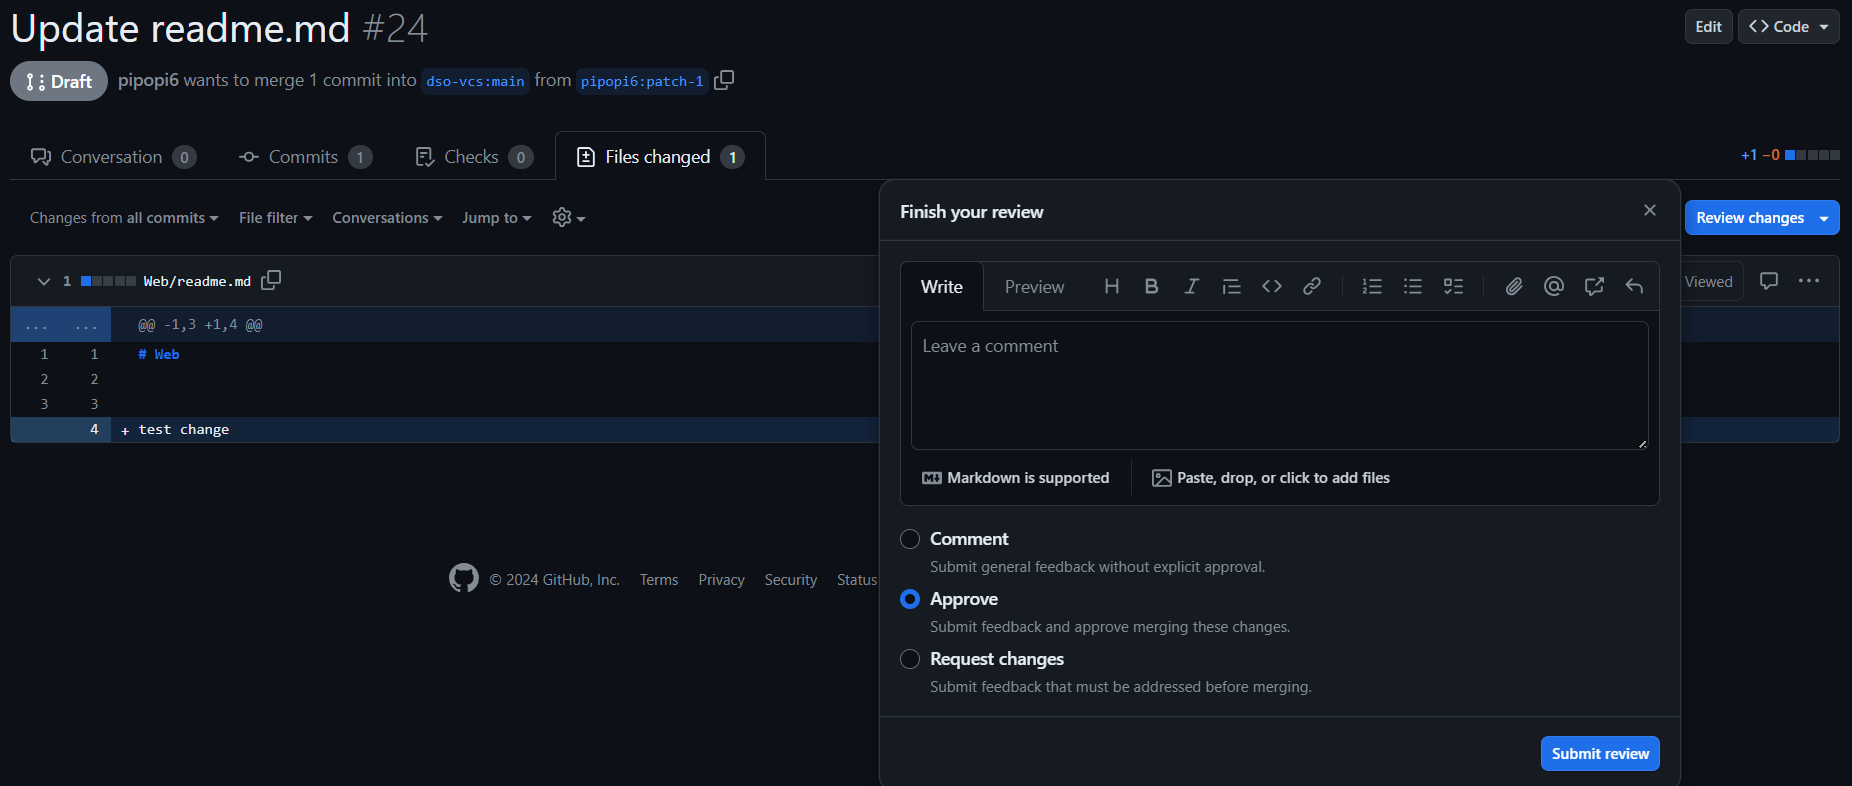 Update readme.md #24
Edit
Code
Draft
pipopi6 wants to merge 1 commit into dso-vcs:main from pipopi6:patch-1
Conversation 0
Commits 1
Checks 0
Files changed 1
+1 −0
Changes from all commits
File filter
Conversations
Jump to
Finish your review
Review changes
1 Web/readme.md
Viewed
Write
Preview
... ... @@ -1,3 +1,4 @@
1 1 # Web
2 2
3 3
4 + test change
Leave a comment
Markdown is supported
Paste, drop, or click to add files
Comment
Submit general feedback without explicit approval.
Approve
Submit feedback and approve merging these changes.
Request changes
Submit feedback that must be addressed before merging.
Submit review
© 2024 GitHub, Inc.
Terms
Privacy
Security
Status